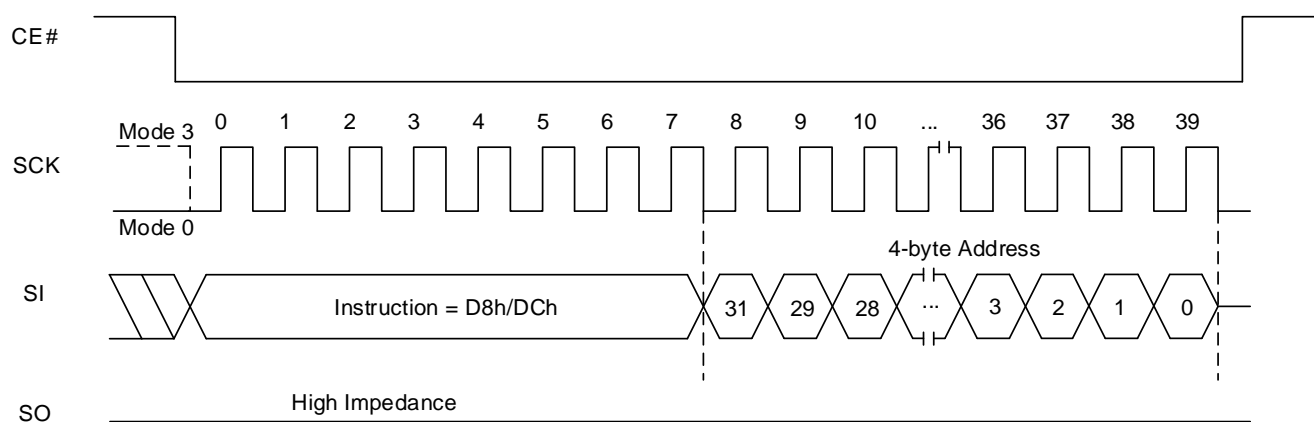 CE#
0 1 2 3 4 5 6 7 8 9 10 ... 36 37 38 39
Mode 3
SCK
Mode 0
4-byte Address
SI
Instruction = D8h/DCh 31 29 28 ... 3 2 1 0
High Impedance
SO